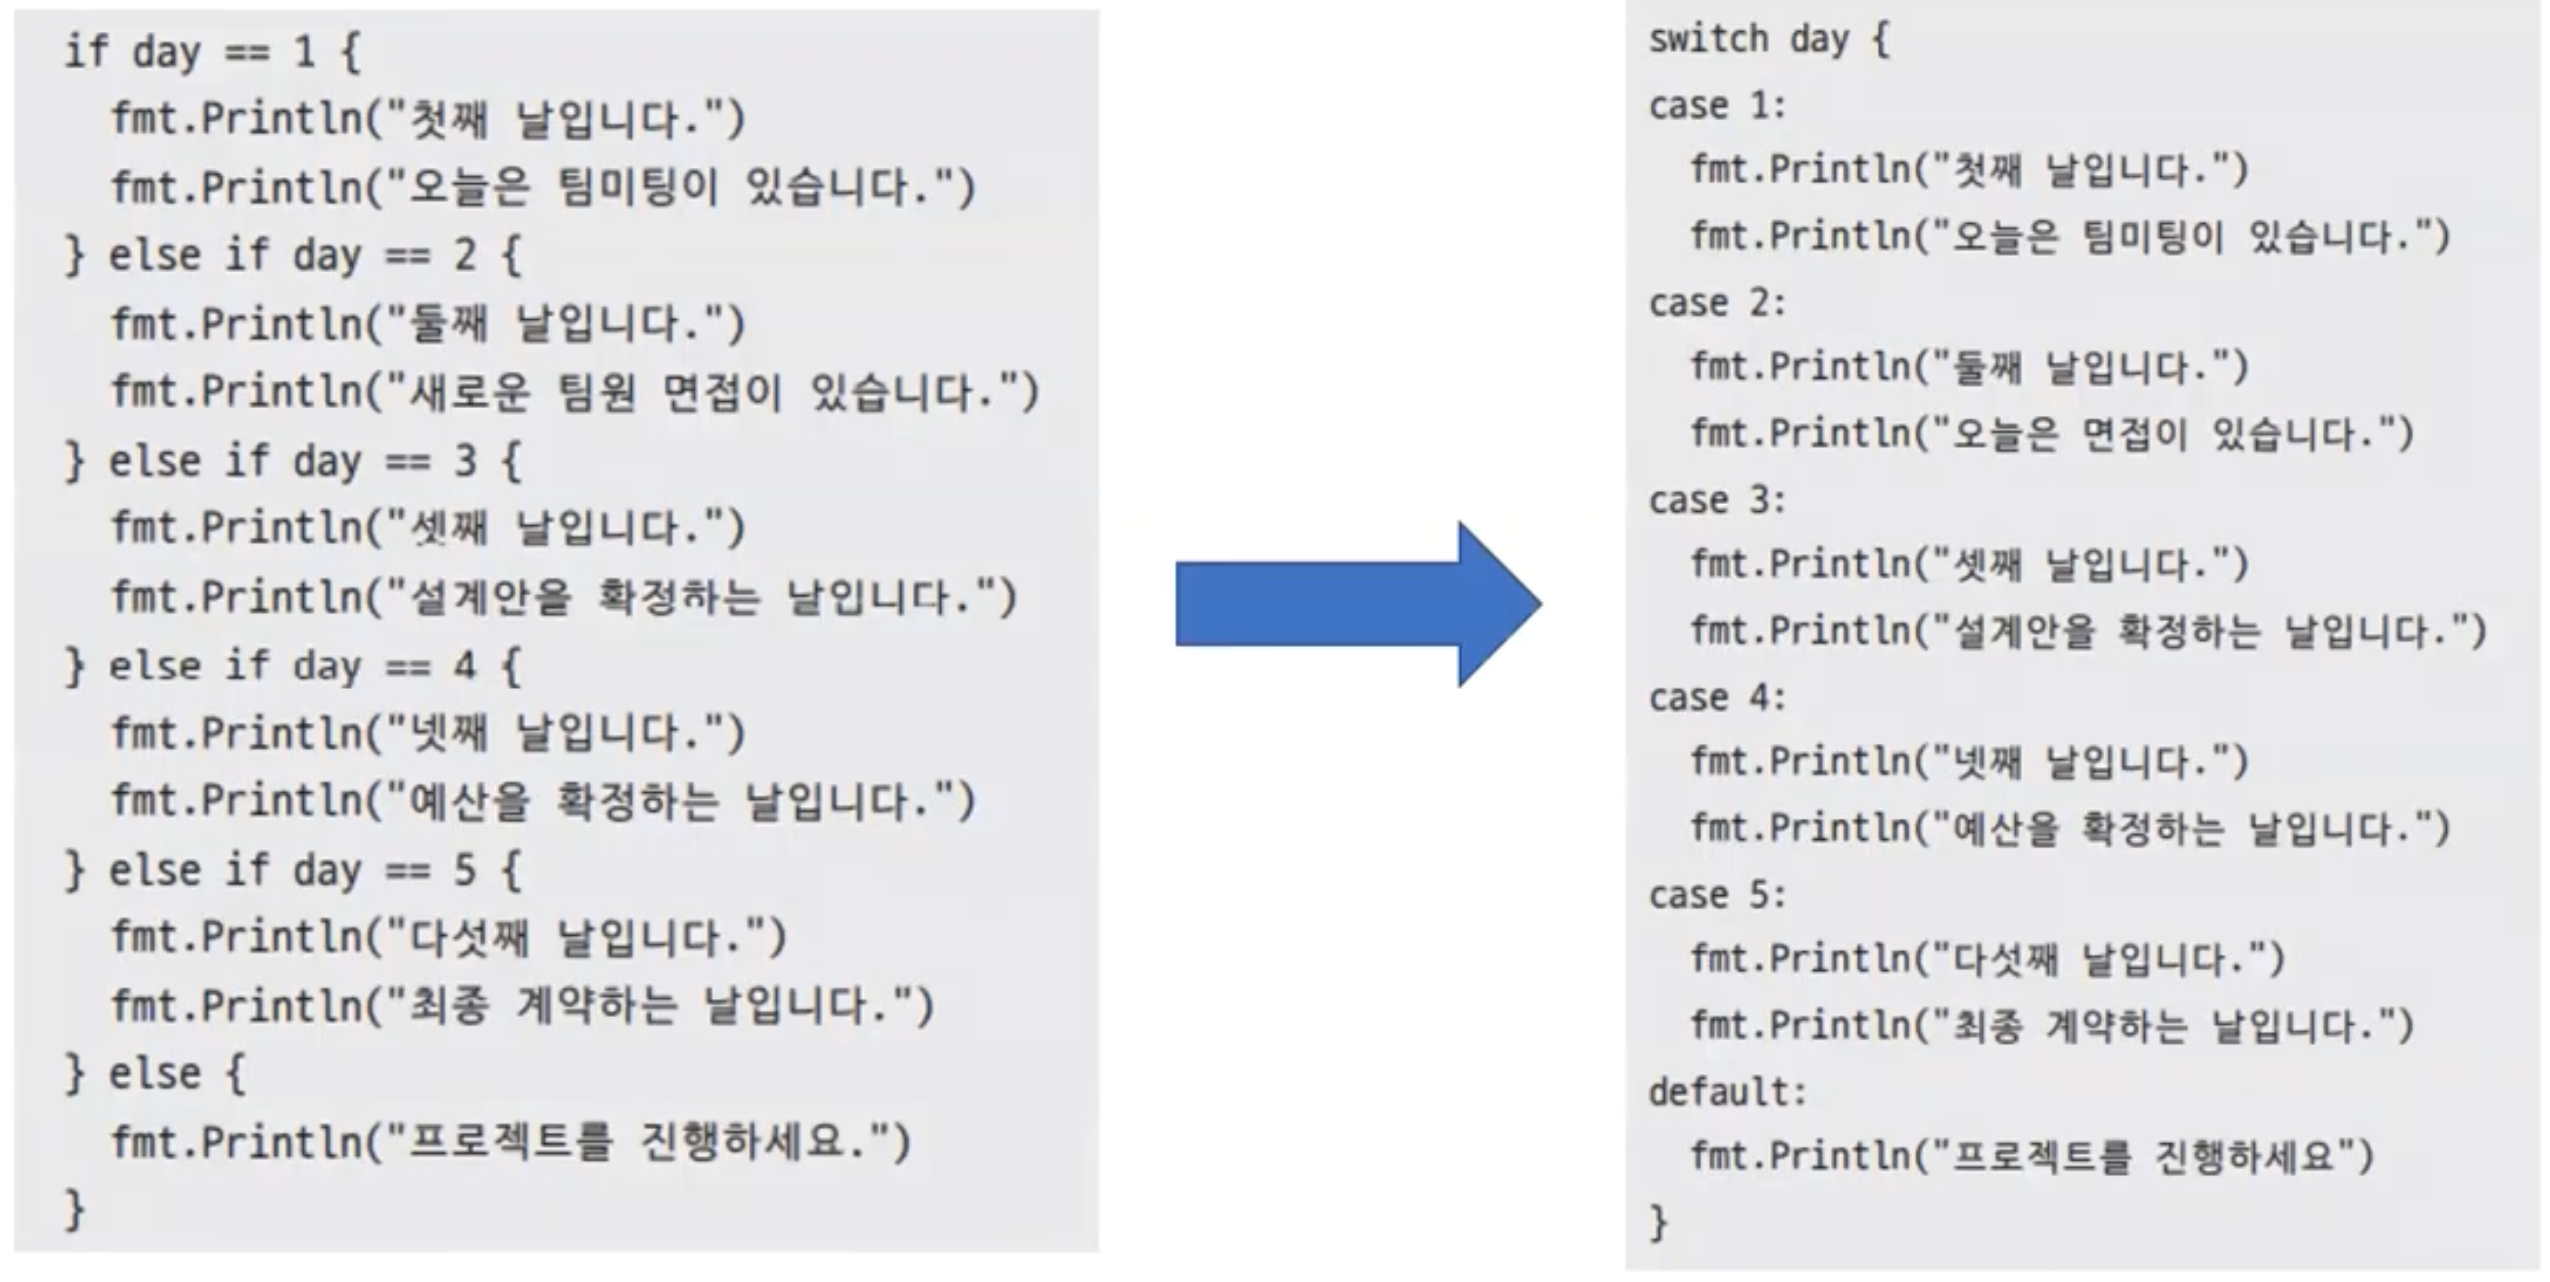 if day == 1 {
fmt.Println("첫째 날입니다.")
fmt.Println("오늘은 팀미팅이 있습니다.")
} else if day == 2 {
fmt.Println("둘째 날입니다.")
fmt.Println("새로운 팀원 면접이 있습니다.")
} else if day == 3 {
fmt.Println("셋째 날입니다.")
fmt.Println("설계안을 확정하는 날입니다.")
} else if day == 4 {
fmt.Println("넷째 날입니다.")
fmt.Println("예산을 확정하는 날입니다.")
} else if day == 5 {
fmt.Println("다섯째 날입니다.")
fmt.Println("최종 계약하는 날입니다.")
} else {
fmt.Println("프로젝트를 진행하세요.")
}
switch day {
case 1:
fmt.Println("첫째 날입니다.")
fmt.Println("오늘은 팀미팅이 있습니다.")
case 2:
fmt.Println("둘째 날입니다.")
fmt.Println("오늘은 면접이 있습니다.")
case 3:
fmt.Println("셋째 날입니다.")
fmt.Println("설계안을 확정하는 날입니다.")
case 4:
fmt.Println("넷째 날입니다.")
fmt.Println("예산을 확정하는 날입니다.")
case 5:
fmt.Println("다섯째 날입니다.")
fmt.Println("최종 계약하는 날입니다.")
default:
fmt.Println("프로젝트를 진행하세요")
}